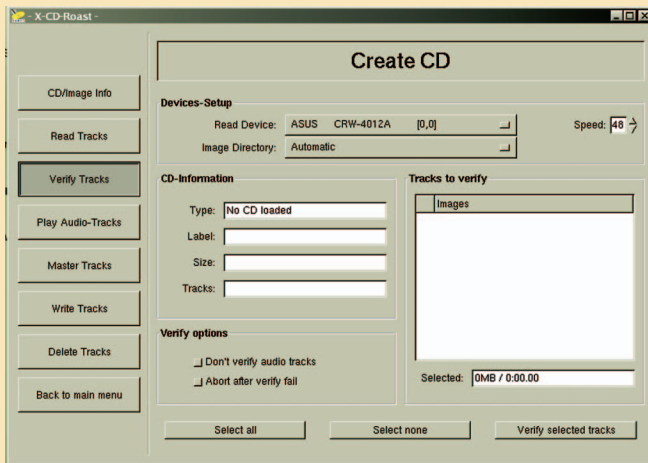 - X-CD-Roast -
Create CD
CD/Image Info
Read Tracks
Verify Tracks
Play Audio-Tracks
Master Tracks
Write Tracks
Delete Tracks
Back to main menu
Devices-Setup
Read Device: ASUS CRW-4012A [0,0] Speed: 48
Image Directory: Automatic
CD-Information
Type: No CD loaded
Label:
Size:
Tracks:
Tracks to verify
Images
Selected: 0MB / 0:00.00
Verify options
Don't verify audio tracks
Abort after verify fail
Select all Select none Verify selected tracks